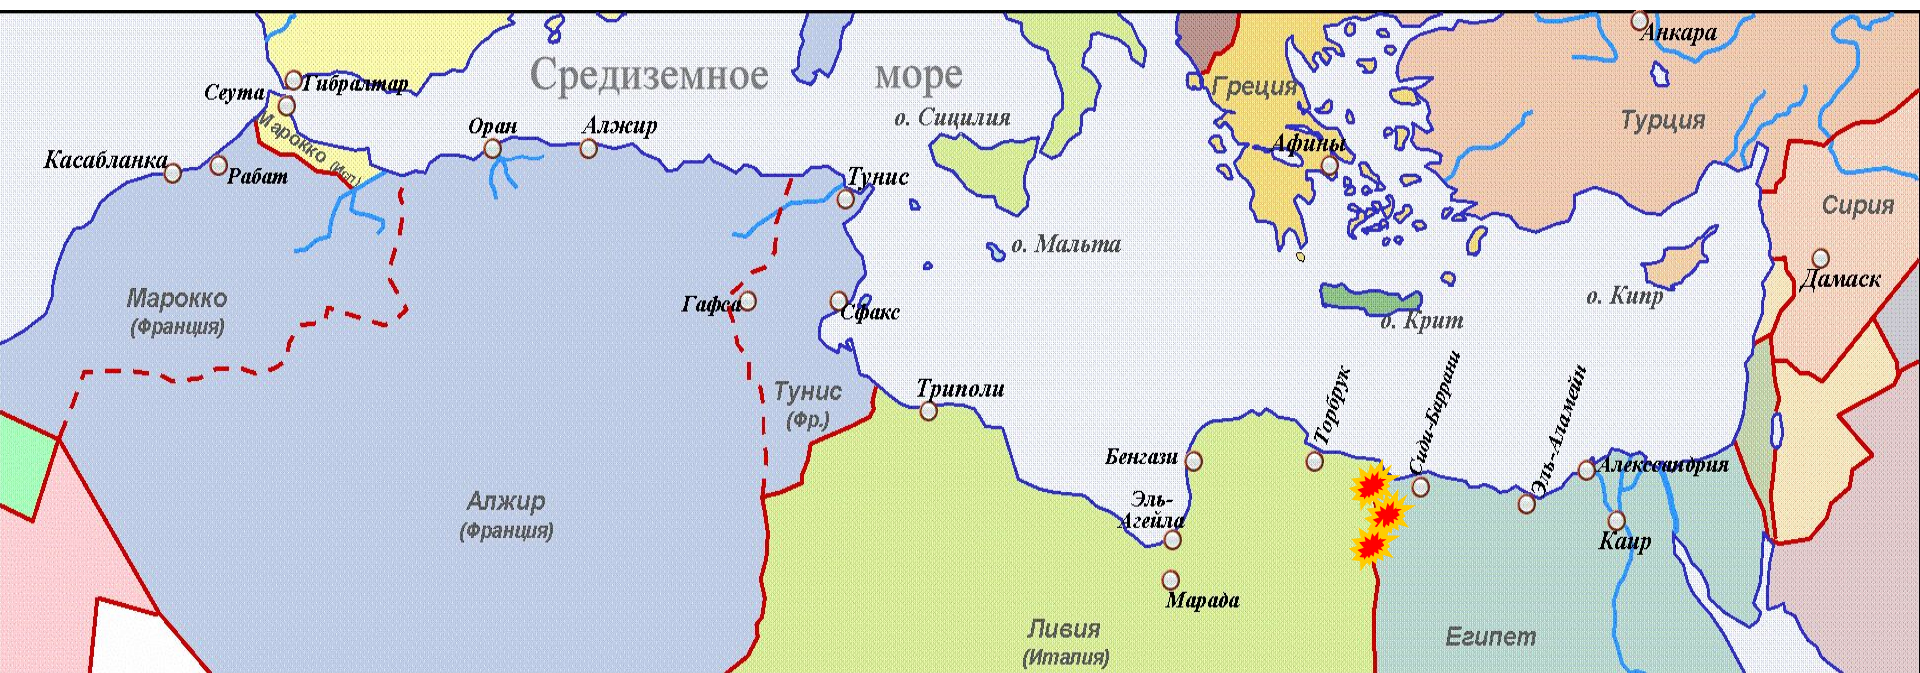 Анкара
Средиземное море
Гибралтар
Сеута
Греция
о. Сицилия
Турция
Марокко (Исп.)
Оран
Алжир
Афины
Касабланка
Рабат
Тунис
Сирия
о. Мальта
Дамаск
Марокко
(Франция)
Гафса
Сфакс
о. Кипр
о. Крит
Тунис
(Фр.)
Триполи
Торбрук
Сиди-Баррани
Эль-Аламейн
Бенгази
Александрия
Эль-
Агейла
Алжир
(Франция)
Каир
Марада
Ливия
(Италия)
Египет